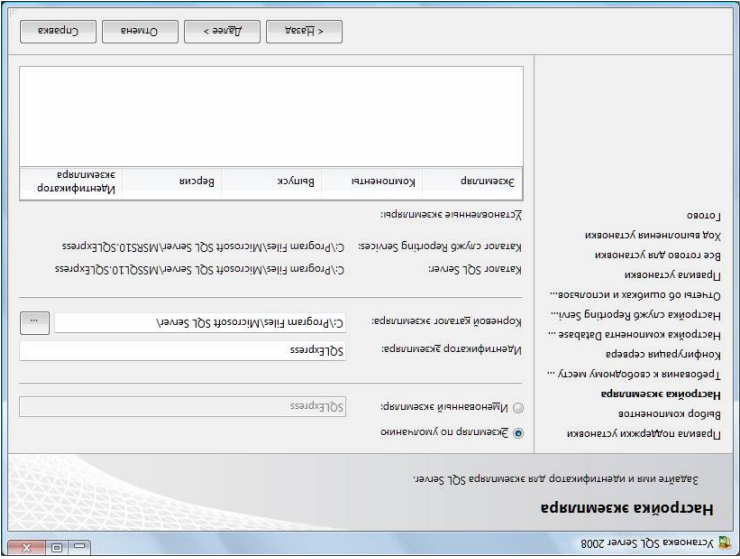 Установка SQL Server 2008
Настройка экземпляра
Задайте имя и идентификатор для экземпляра SQL Server.
Правила поддержки установки
Выбор компонентов
Настройка экземпляра
Требования к свободному месту ...
Конфигурация сервера
Настройка компонента Database ...
Настройка служб Reporting Servi...
Отчеты об ошибках и использов...
Правила установки
Все готово для установки
Ход выполнения установки
Готово
Экземпляр по умолчанию
Именованный экземпляр: SQLExpress
Идентификатор экземпляра: SQLExpress
Корневой каталог экземпляра: C:\Program Files\Microsoft SQL Server\ ...
Каталог SQL Server: C:\Program Files\Microsoft SQL Server\MSSQL10.SQLExpress
Каталог служб Reporting Services: C:\Program Files\Microsoft SQL Server\MSRS10.SQLExpress
Установленные экземпляры:
Экземпляр Компоненты Выпуск Версия Идентификатор экземпляра
< Назад Далее > Отмена Справка